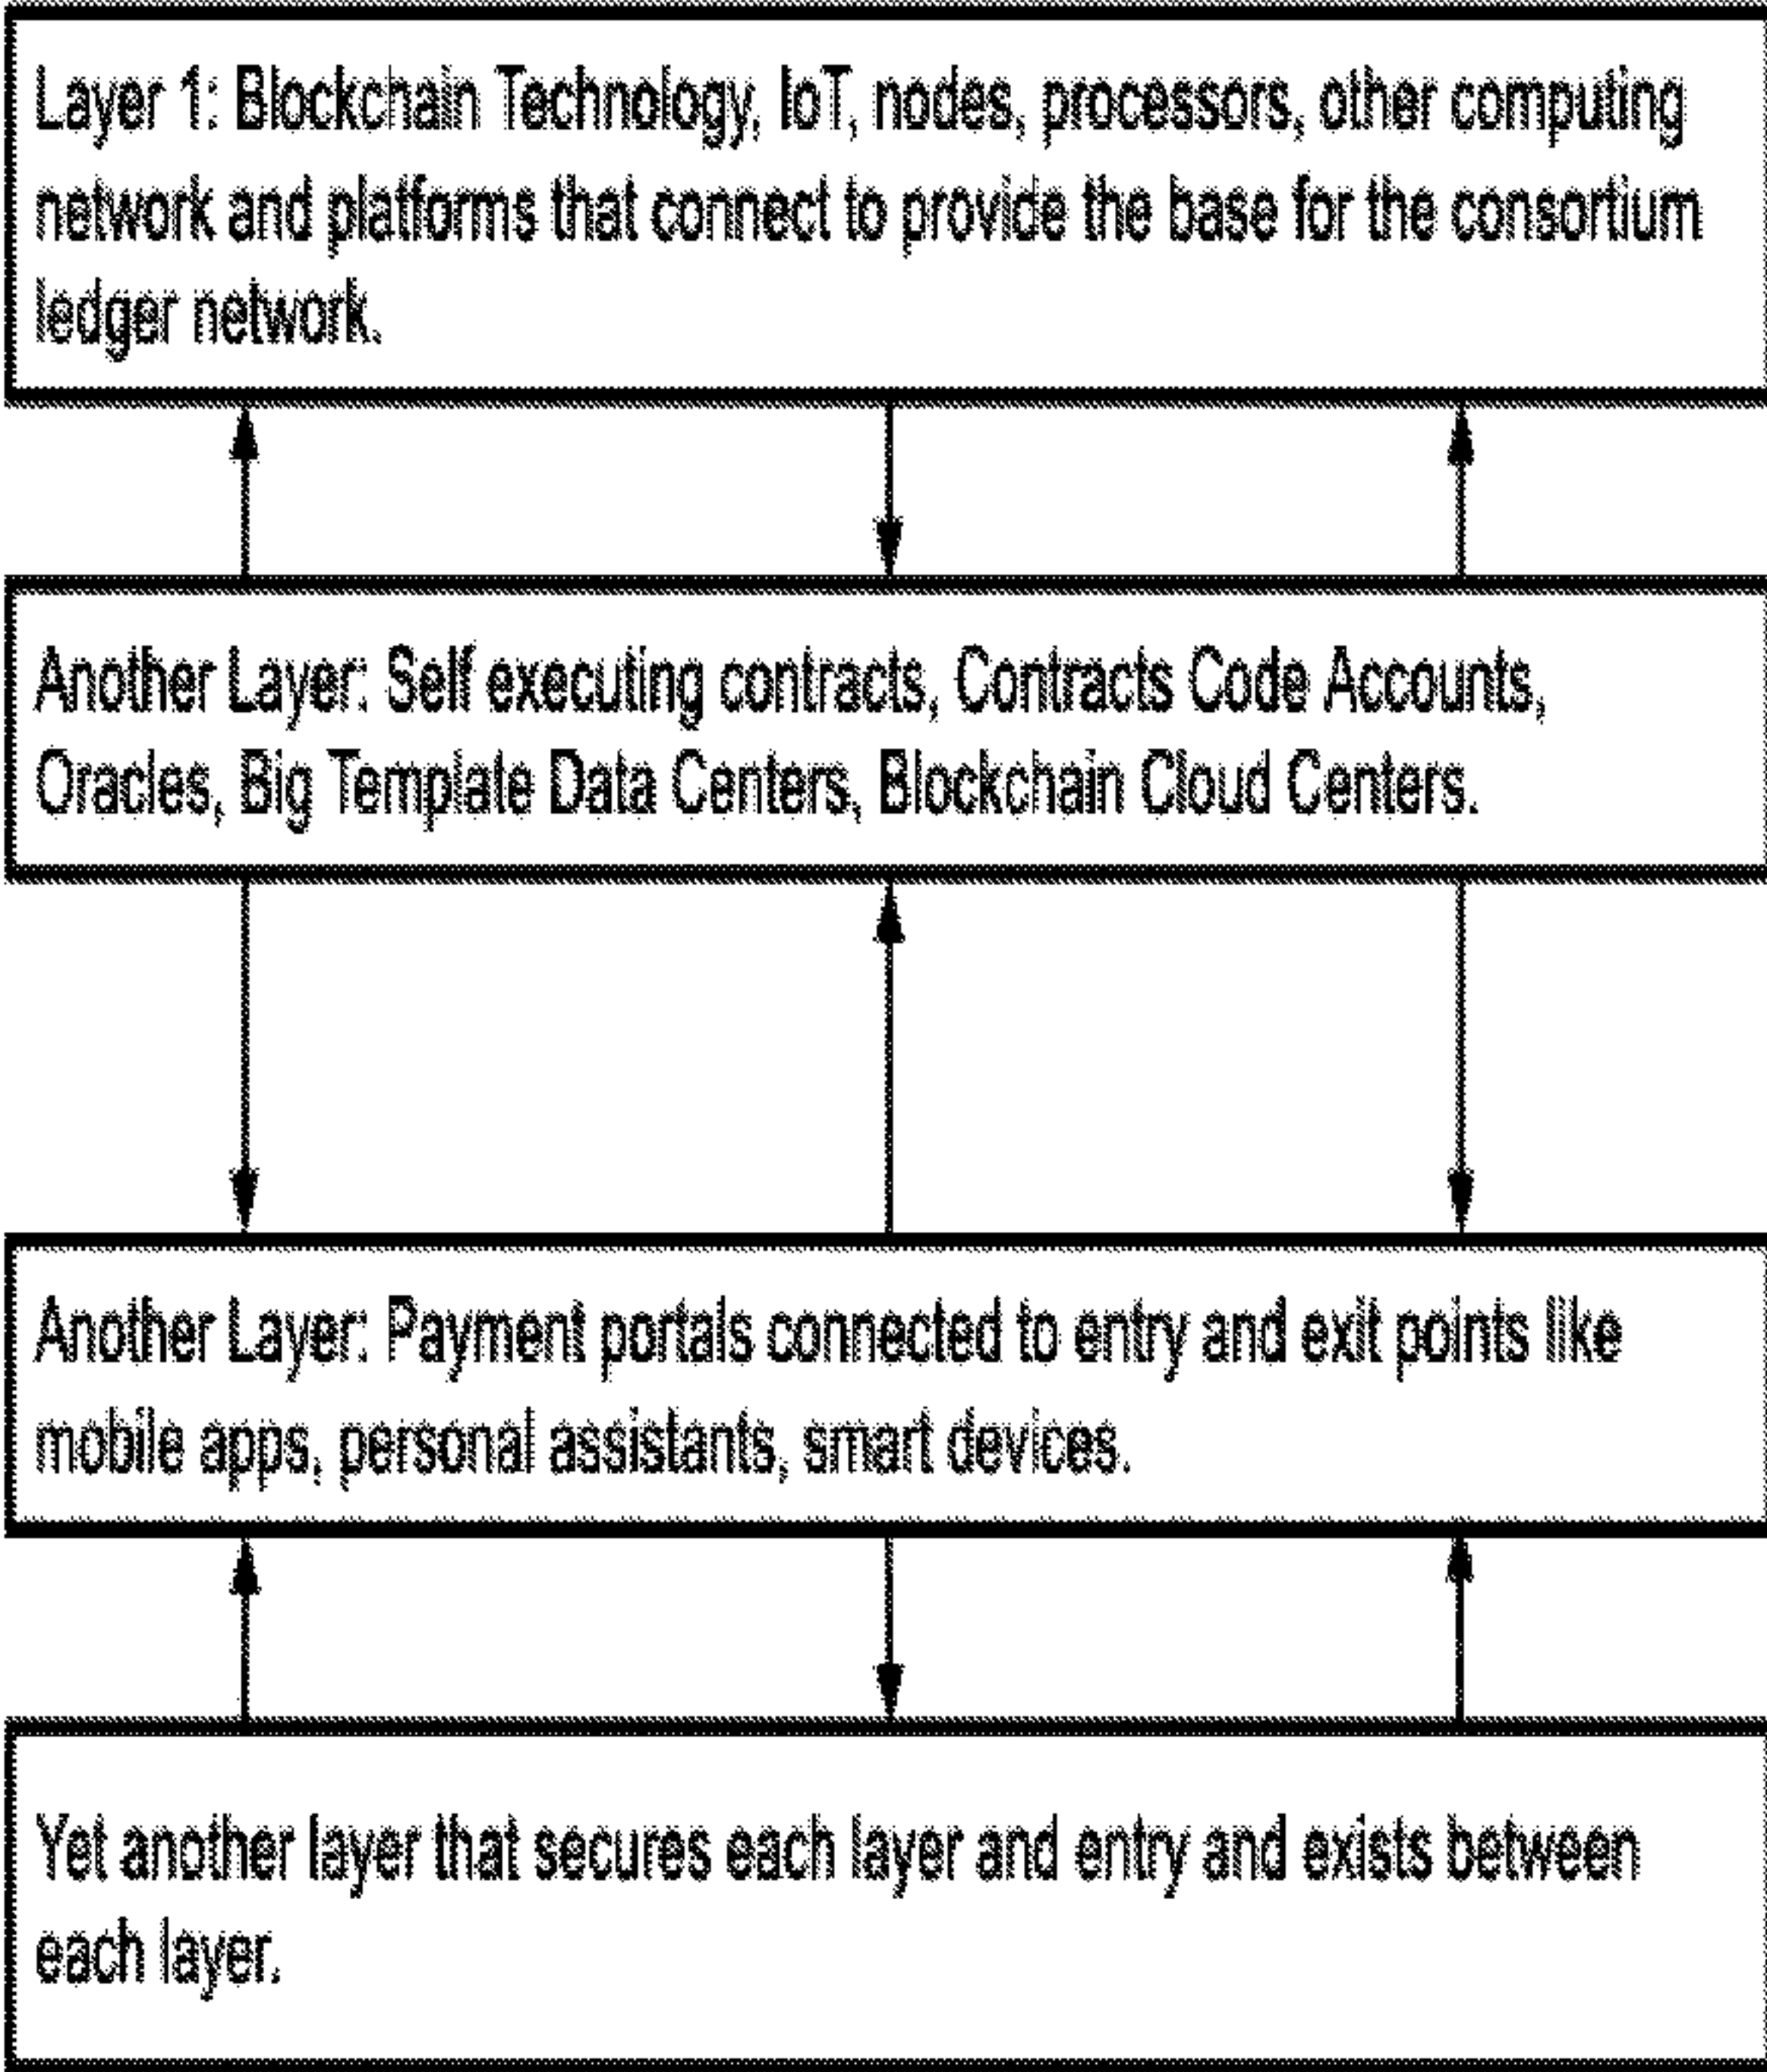 Layer 1: Blockchain Technology, IoT, nodes, processors, other computing
network and platforms that connect to provide the base for the consortium
ledger network.
Another Layer: Self executing contracts, Contracts Code Accounts,
Oracles, Big Template Data Centers, Blockchain Cloud Centers.
Another Layer: Payment portals connected to entry and exit points like
mobile apps, personal assistants, smart devices.
Yet another layer that secures each layer and entry and exists between
each layer.